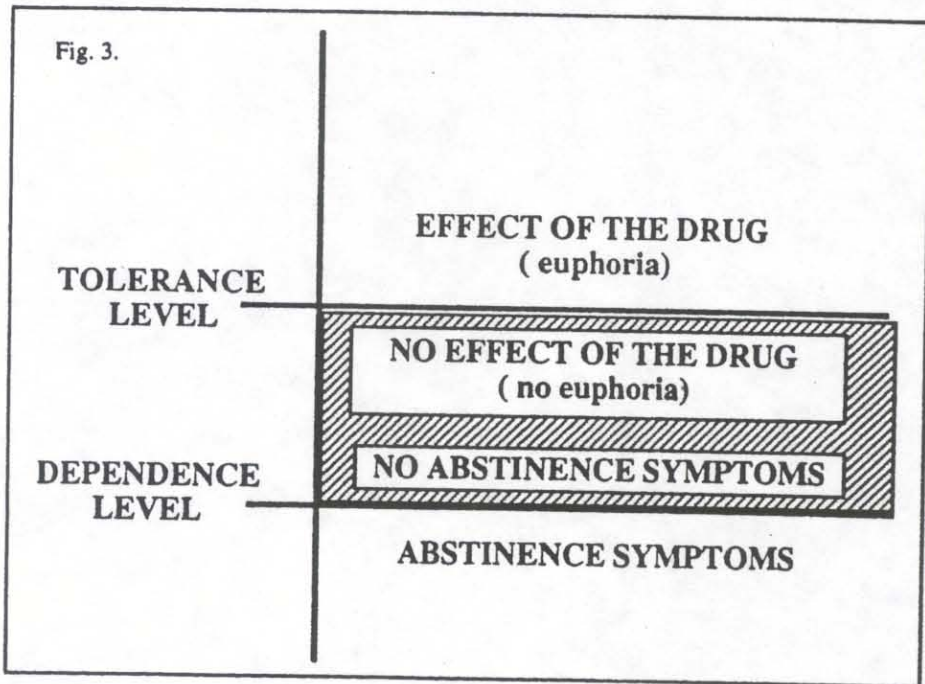 Fig. 3.
EFFECT OF THE DRUG
( euphoria)
TOLERANCE
LEVEL
NO EFFECT OF THE DRUG
( no euphoria)
NO ABSTINENCE SYMPTOMS
DEPENDENCE
LEVEL
ABSTINENCE SYMPTOMS